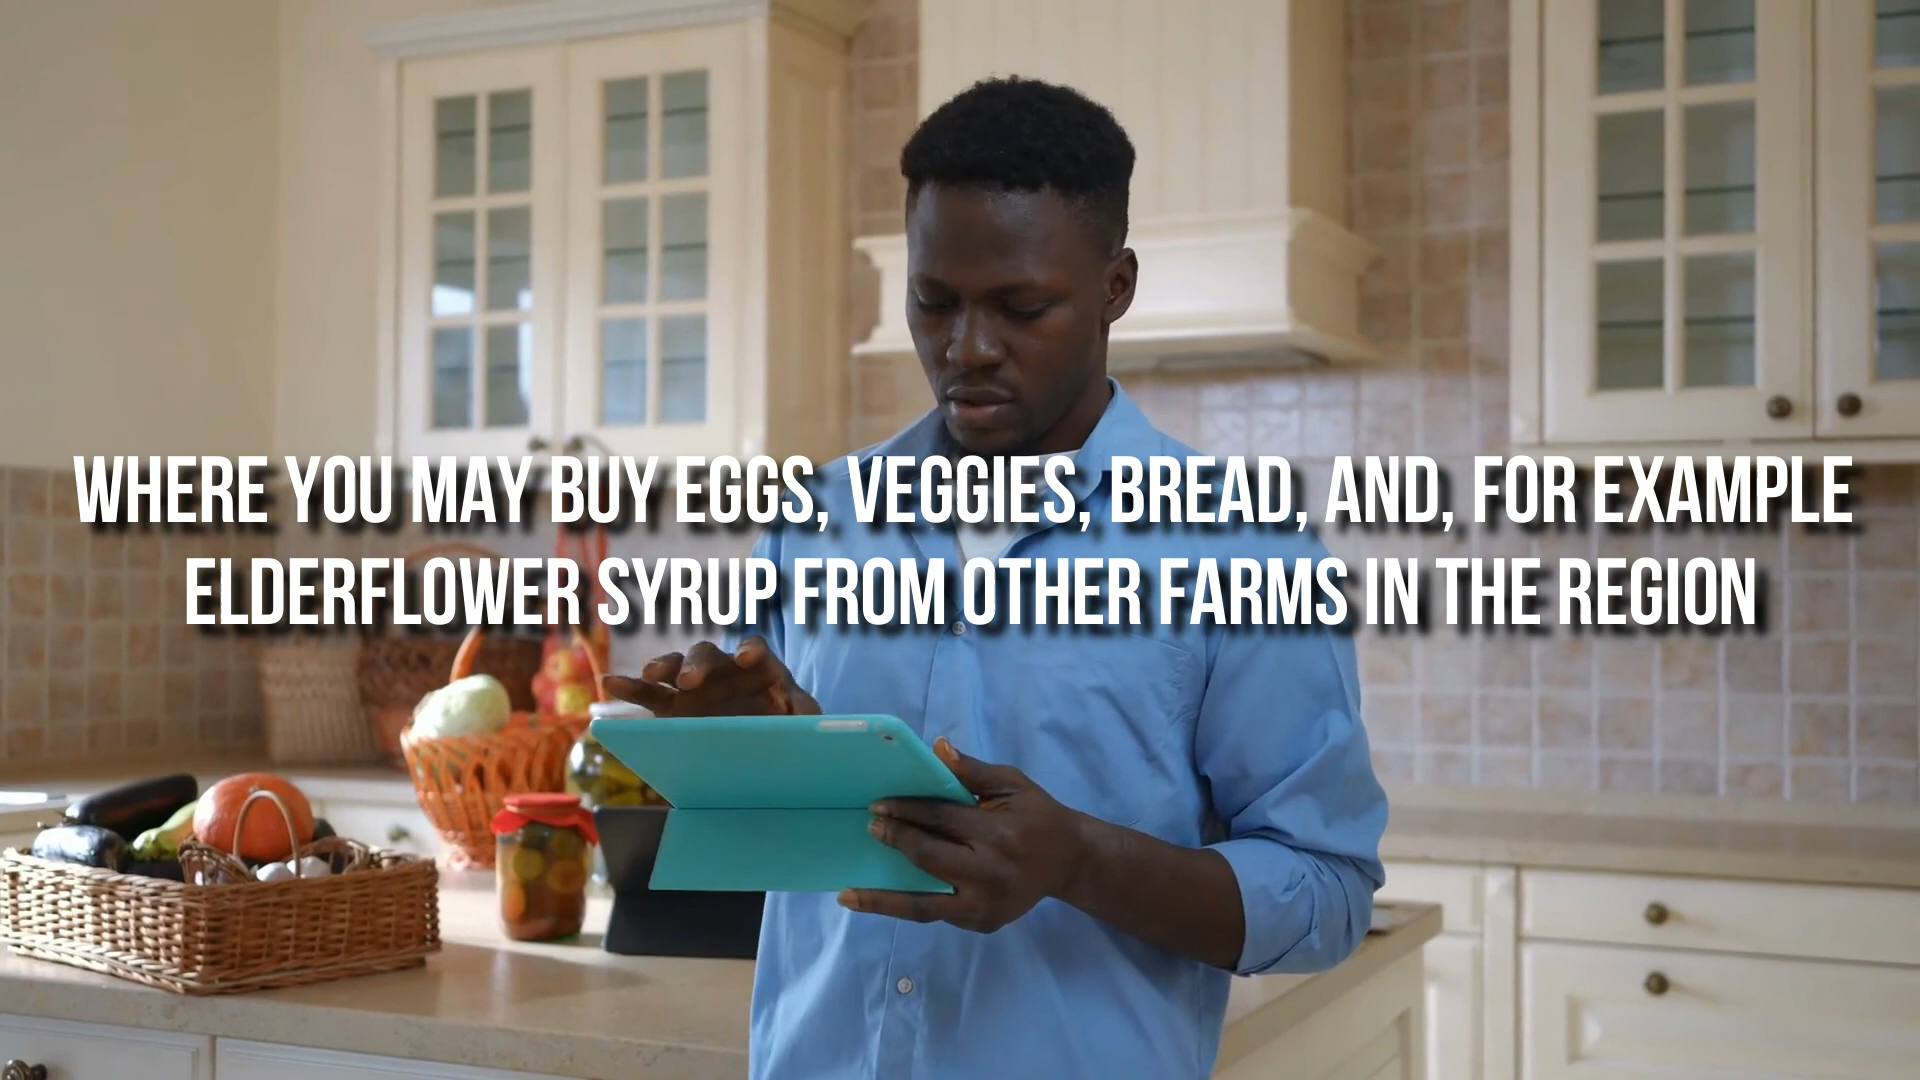 WHERE YOU MAY BUY EGGS, VEGGIES, BREAD, AND, FOR EXAMPLE
ELDERFLOWER SYRUP FROM OTHER FARMS IN THE REGION